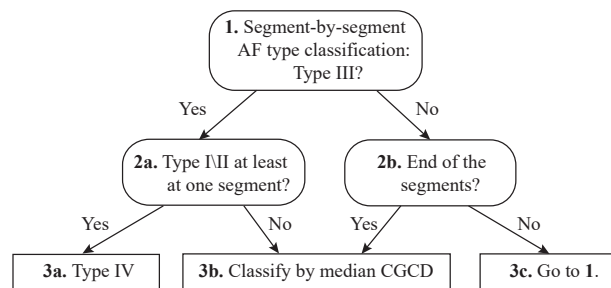 1. Segment-by-segment
AF type classification:
Type III?
Yes
No
2a. Type I\II at least
at one segment?
2b. End of the
segments?
Yes
No
Yes
No
3a. Type IV
3b. Classify by median CGCD
3c. Go to 1.